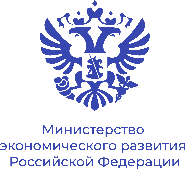 Министерство
экономического развития
Российской Федерации